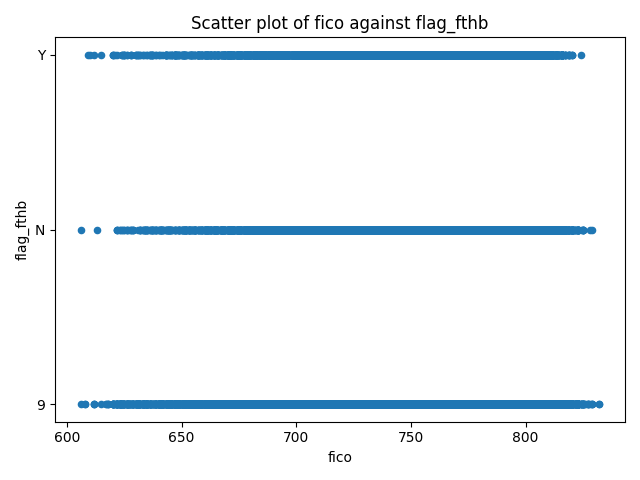 Scatter plot of fico against flag_fthb
Y
N
9
flag_fthb
600
650
700
750
800
fico